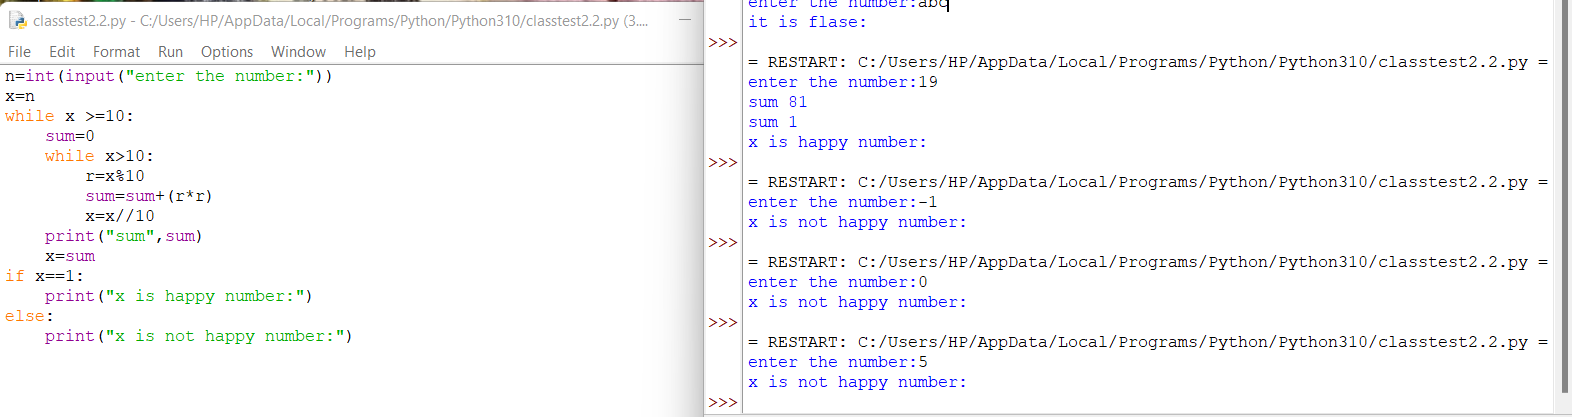 classtest2.2.py - C:/Users/HP/AppData/Local/Programs/Python/Python310/classtest2.2.py (3....
File Edit Format Run Options Window Help
n=int(input("enter the number:"))
x=n
while x >=10:
    sum=0
    while x>10:
        r=x%10
        sum=sum+(r*r)
        x=x//10
    print("sum",sum)
    x=sum
if x==1:
    print("x is happy number:")
else:
    print("x is not happy number:")
enter the number:abc
it is flase:
>>>
= RESTART: C:/Users/HP/AppData/Local/Programs/Python/Python310/classtest2.2.py =
enter the number:19
sum 81
sum 1
x is happy number:
>>>
= RESTART: C:/Users/HP/AppData/Local/Programs/Python/Python310/classtest2.2.py =
enter the number:-1
x is not happy number:
>>>
= RESTART: C:/Users/HP/AppData/Local/Programs/Python/Python310/classtest2.2.py =
enter the number:0
x is not happy number:
>>>
= RESTART: C:/Users/HP/AppData/Local/Programs/Python/Python310/classtest2.2.py =
enter the number:5
x is not happy number:
>>>